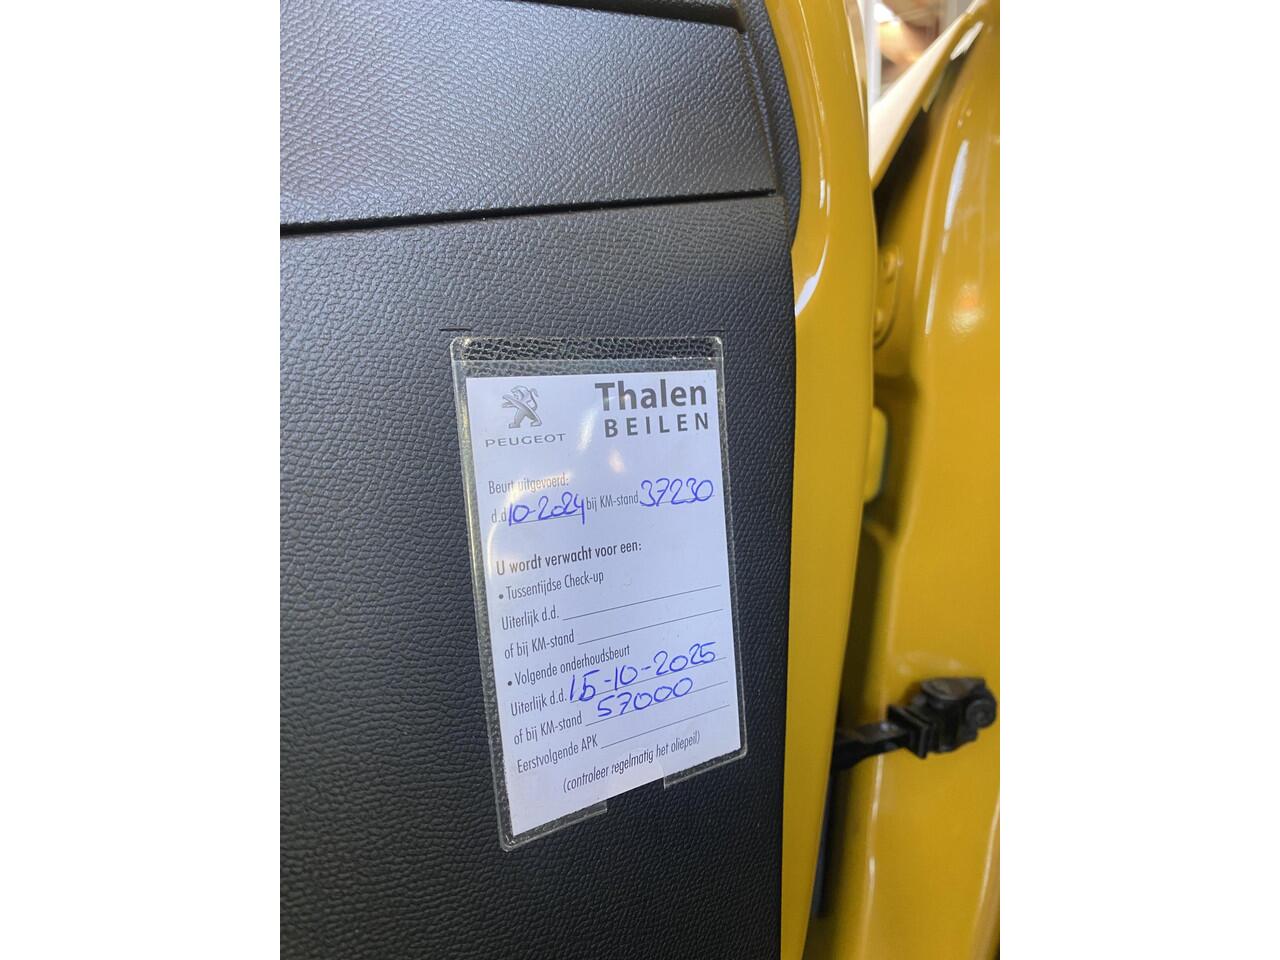 Thalen
PEUGEOT BEILEN
Beurt uitgevoerd:
d.d 10-2024 bij KM-stand 37230
U wordt verwacht voor een:
• Tussentijdse Check-up
Uiterlijk d.d.
of bij KM-stand
• Volgende onderhoudsbeurt
Uiterlijk d.d. 15-10-2025
of bij KM-stand 57000
Eerstvolgende APK
(controleer regelmatig het oliepeil)